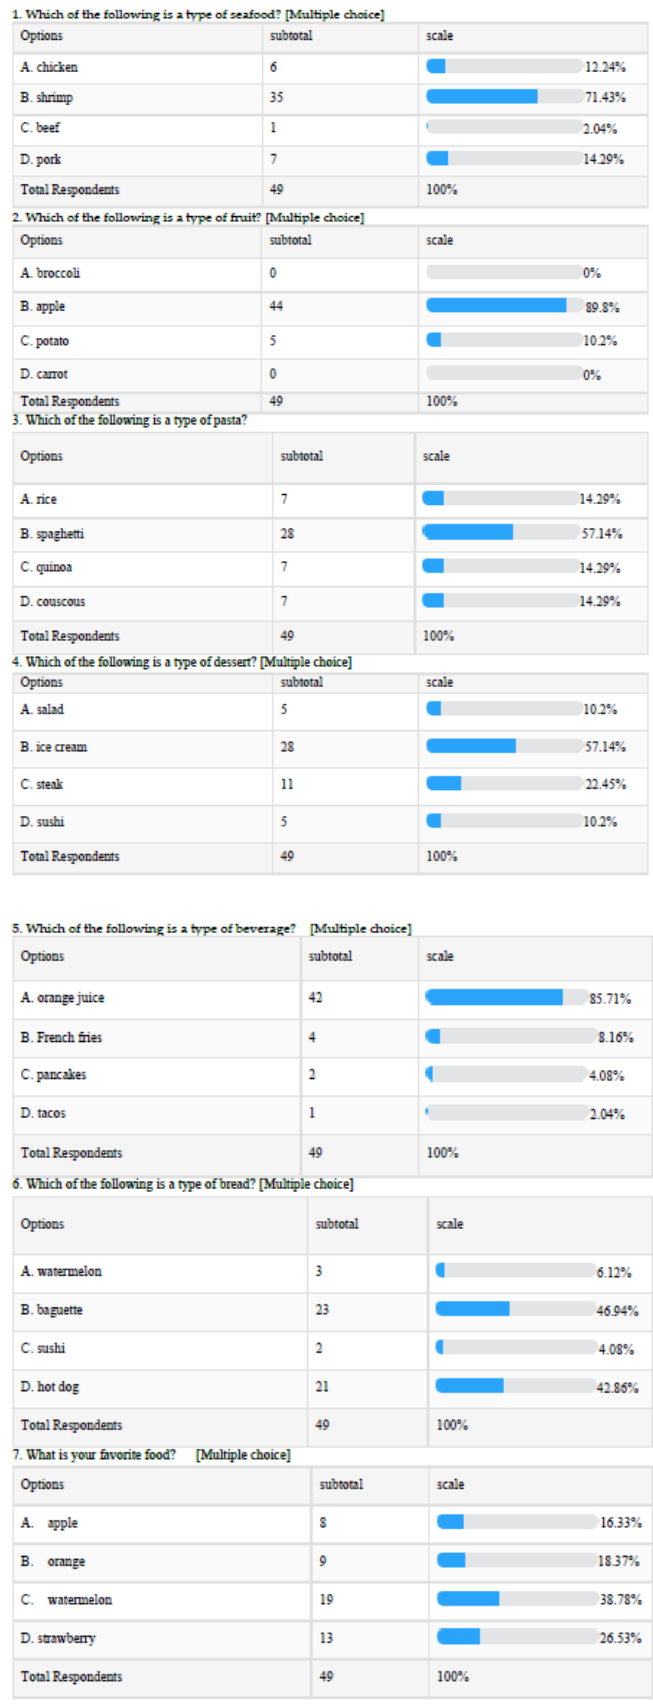 1. Which of the following is a type of seafood? [Multiple choice]
Options subtotal scale
A. chicken 6 12.24%
B. shrimp 35 71.43%
C. beef 1 2.04%
D. pork 7 14.29%
Total Respondents 49 100%
2. Which of the following is a type of fruit? [Multiple choice]
Options subtotal scale
A. broccoli 0 0%
B. apple 44 89.8%
C. potato 5 10.2%
D. carrot 0 0%
Total Respondents 49 100%
3. Which of the following is a type of pasta?
Options subtotal scale
A. rice 7 14.29%
B. spaghetti 28 57.14%
C. quinoa 7 14.29%
D. couscous 7 14.29%
Total Respondents 49 100%
4. Which of the following is a type of dessert? [Multiple choice]
Options subtotal scale
A. salad 5 10.2%
B. ice cream 28 57.14%
C. steak 11 22.45%
D. sushi 5 10.2%
Total Respondents 49 100%
5. Which of the following is a type of beverage? [Multiple choice]
Options subtotal scale
A. orange juice 42 85.71%
B. French fries 4 8.16%
C. pancakes 2 4.08%
D. tacos 1 2.04%
Total Respondents 49 100%
6. Which of the following is a type of bread? [Multiple choice]
Options subtotal scale
A. watermelon 3 6.12%
B. baguette 23 46.94%
C. sushi 2 4.08%
D. hot dog 21 42.86%
Total Respondents 49 100%
7. What is your favorite food? [Multiple choice]
Options subtotal scale
A. apple 8 16.33%
B. orange 9 18.37%
C. watermelon 19 38.78%
D. strawberry 13 26.53%
Total Respondents 49 100%